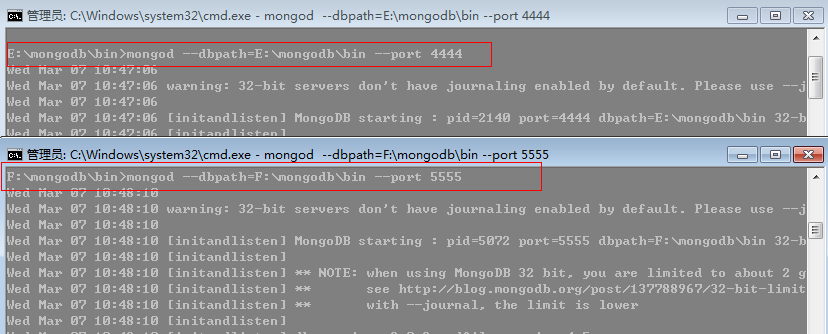 管理员: C:\Windows\system32\cmd.exe - mongod  --dbpath=E:\mongodb\bin --port 4444
E:\mongodb\bin>mongod --dbpath=E:\mongodb\bin --port 4444
Wed Mar 07 10:47:06
Wed Mar 07 10:47:06 warning: 32-bit servers don't have journaling enabled by default. Please use --j
Wed Mar 07 10:47:06
Wed Mar 07 10:47:06 [initandlisten] MongoDB starting : pid=2140 port=4444 dbpath=E:\mongodb\bin 32-b
Wed Mar 07 10:47:06 [initandlisten]
管理员: C:\Windows\system32\cmd.exe - mongod  --dbpath=F:\mongodb\bin --port 5555
F:\mongodb\bin>mongod --dbpath=F:\mongodb\bin --port 5555
Wed Mar 07 10:48:10
Wed Mar 07 10:48:10 warning: 32-bit servers don't have journaling enabled by default. Please use --j
Wed Mar 07 10:48:10
Wed Mar 07 10:48:10 [initandlisten] MongoDB starting : pid=5072 port=5555 dbpath=F:\mongodb\bin 32-b
Wed Mar 07 10:48:10 [initandlisten]
Wed Mar 07 10:48:10 [initandlisten] ** NOTE: when using MongoDB 32 bit, you are limited to about 2 g
Wed Mar 07 10:48:10 [initandlisten] **       see http://blog.mongodb.org/post/137788967/32-bit-limit
Wed Mar 07 10:48:10 [initandlisten] **       with --journal, the limit is lower
Wed Mar 07 10:48:10 [initandlisten]